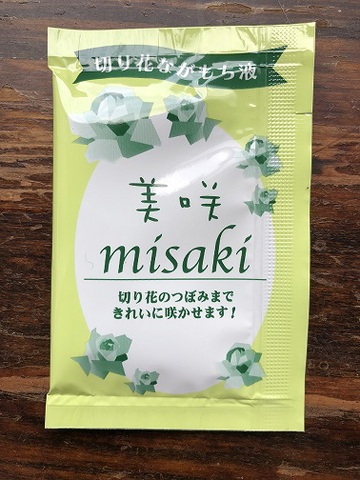 切り花ながもち液
美咲
misaki
切り花のつぼみまで
きれいに咲かせます！